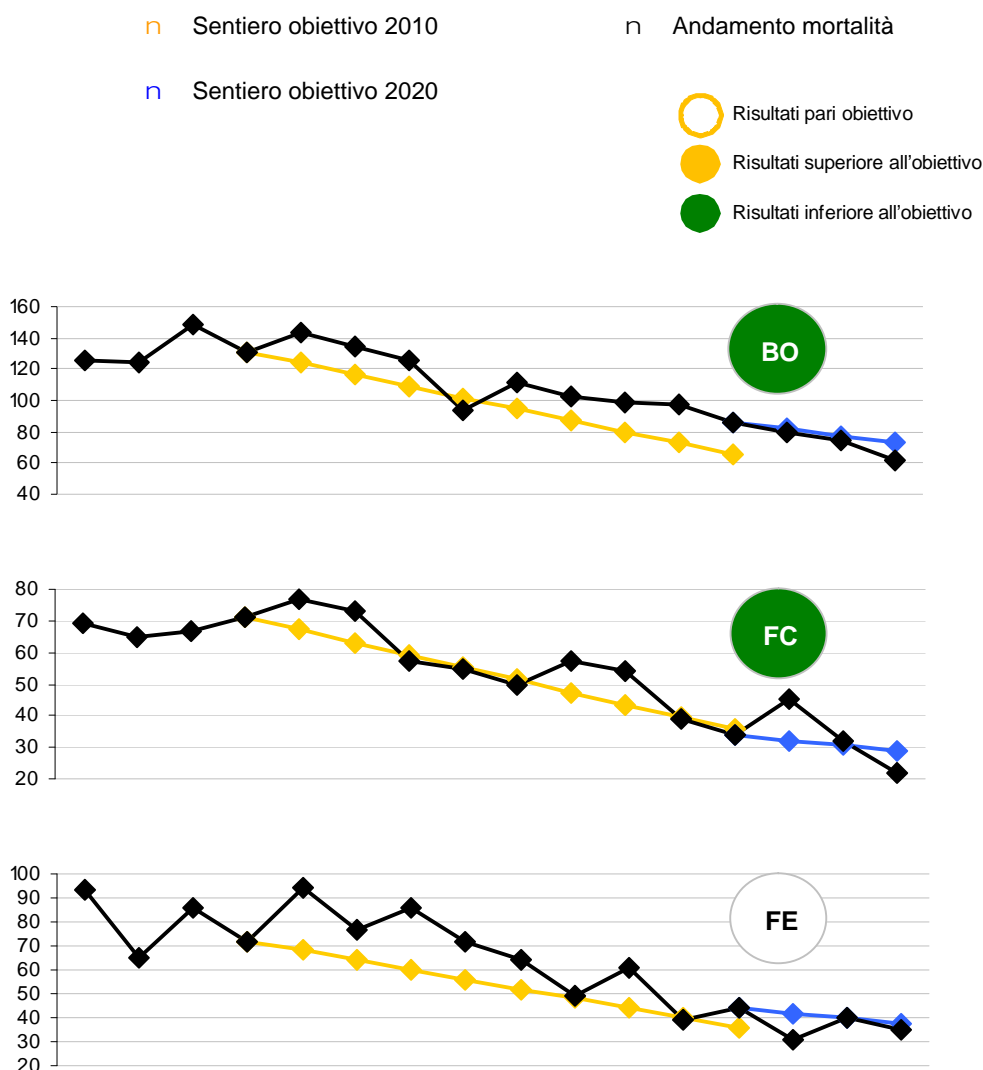 n Sentiero obiettivo 2010
n Andamento mortalità
n Sentiero obiettivo 2020
Risultati pari obiettivo
Risultati superiore all'obiettivo
Risultati inferiore all'obiettivo
160
140
120
100
80
60
40
BO
80
70
60
50
40
30
20
FC
100
90
80
70
60
50
40
30
20
FE